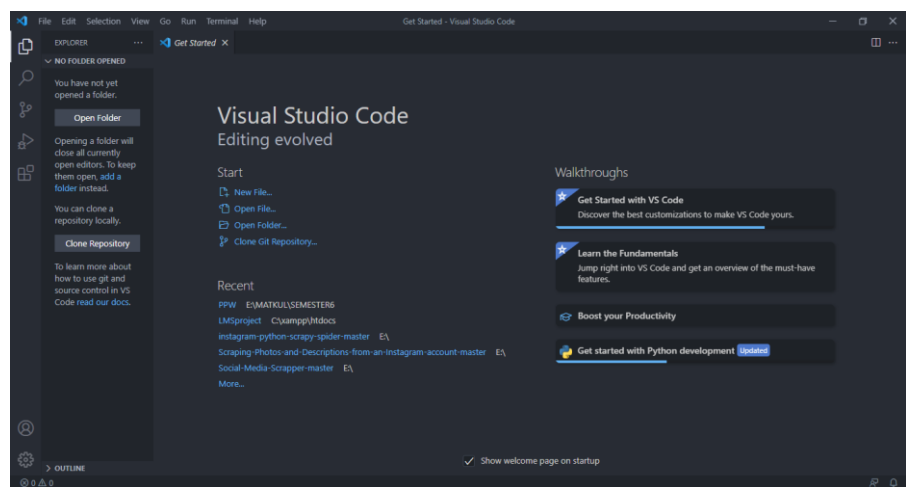 File Edit Selection View Go Run Terminal Help
Get Started - Visual Studio Code
EXPLORER
Get Started
NO FOLDER OPENED
You have not yet
opened a folder.
Open Folder
Opening a folder will
close all currently
open editors. To keep
them open, add a
folder instead.
You can clone a
repository locally.
Clone Repository
To learn more about
how to use git and
source control in VS
Code read our docs.
OUTLINE
Visual Studio Code
Editing evolved
Start
New File...
Open File...
Open Folder...
Clone Git Repository...
Recent
PPW E:\MATKUL\SEMESTER6
LMSproject C:\xampp\htdocs
instagram-python-scrapy-spider-master E:\
Scraping-Photos-and-Descriptions-from-an-Instagram-account-master E:\
Social-Media-Scrapper-master E:\
More...
Walkthroughs
Get Started with VS Code
Discover the best customizations to make VS Code yours.
Learn the Fundamentals
Jump right into VS Code and get an overview of the must-have
features.
Boost your Productivity
Get started with Python development Updated
Show welcome page on startup
0 0